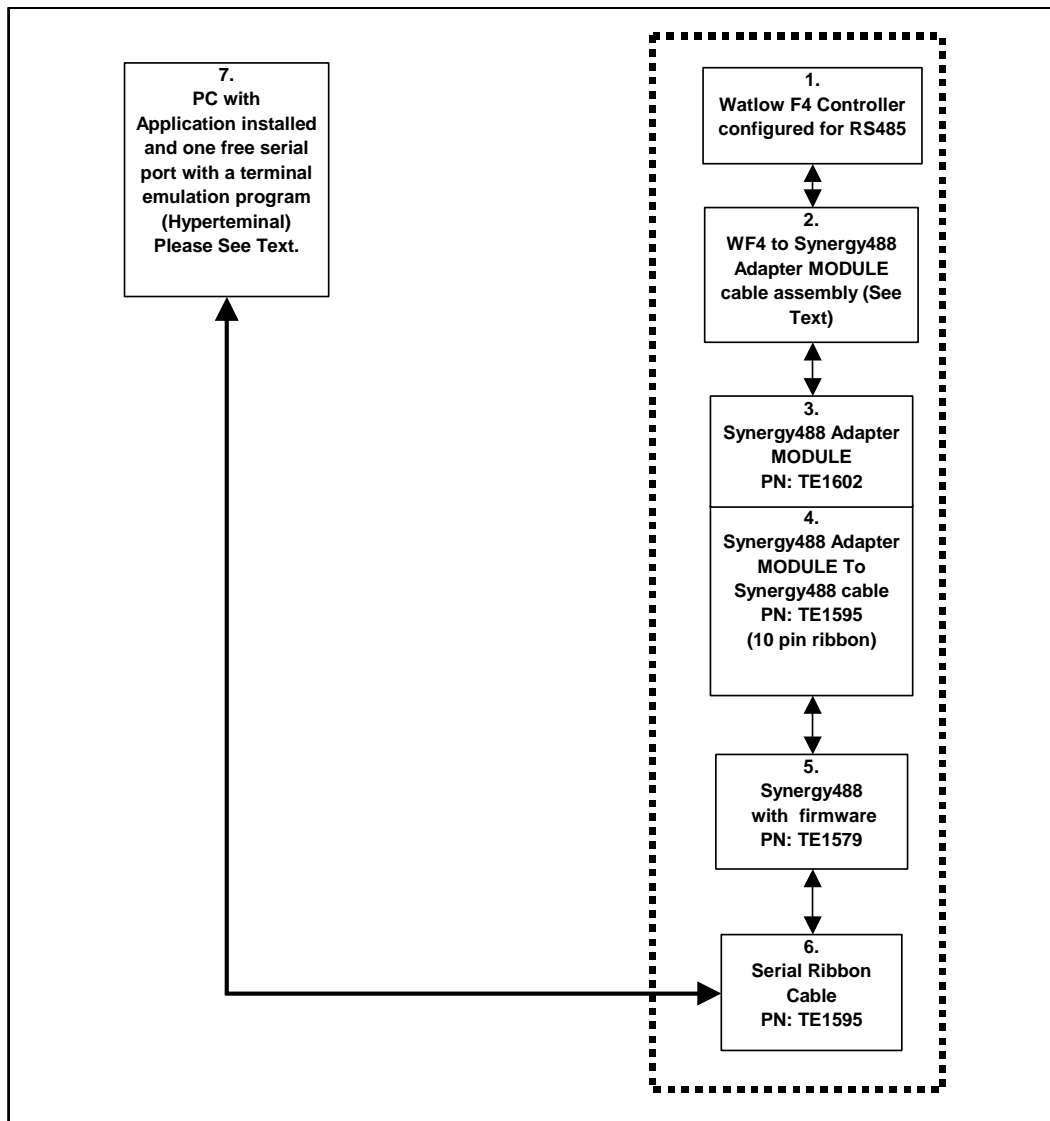 7.
PC with
Application installed
and one free serial
port with a terminal
emulation program
(Hyperteminal)
Please See Text.
1.
Watlow F4 Controller
configured for RS485
2.
WF4 to Synergy488
Adapter MODULE
cable assembly (See
Text)
3.
Synergy488 Adapter
MODULE
PN: TE1602
4.
Synergy488 Adapter
MODULE To
Synergy488 cable
PN: TE1595
(10 pin ribbon)
5.
Synergy488
with firmware
PN: TE1579
6.
Serial Ribbon
Cable
PN: TE1595